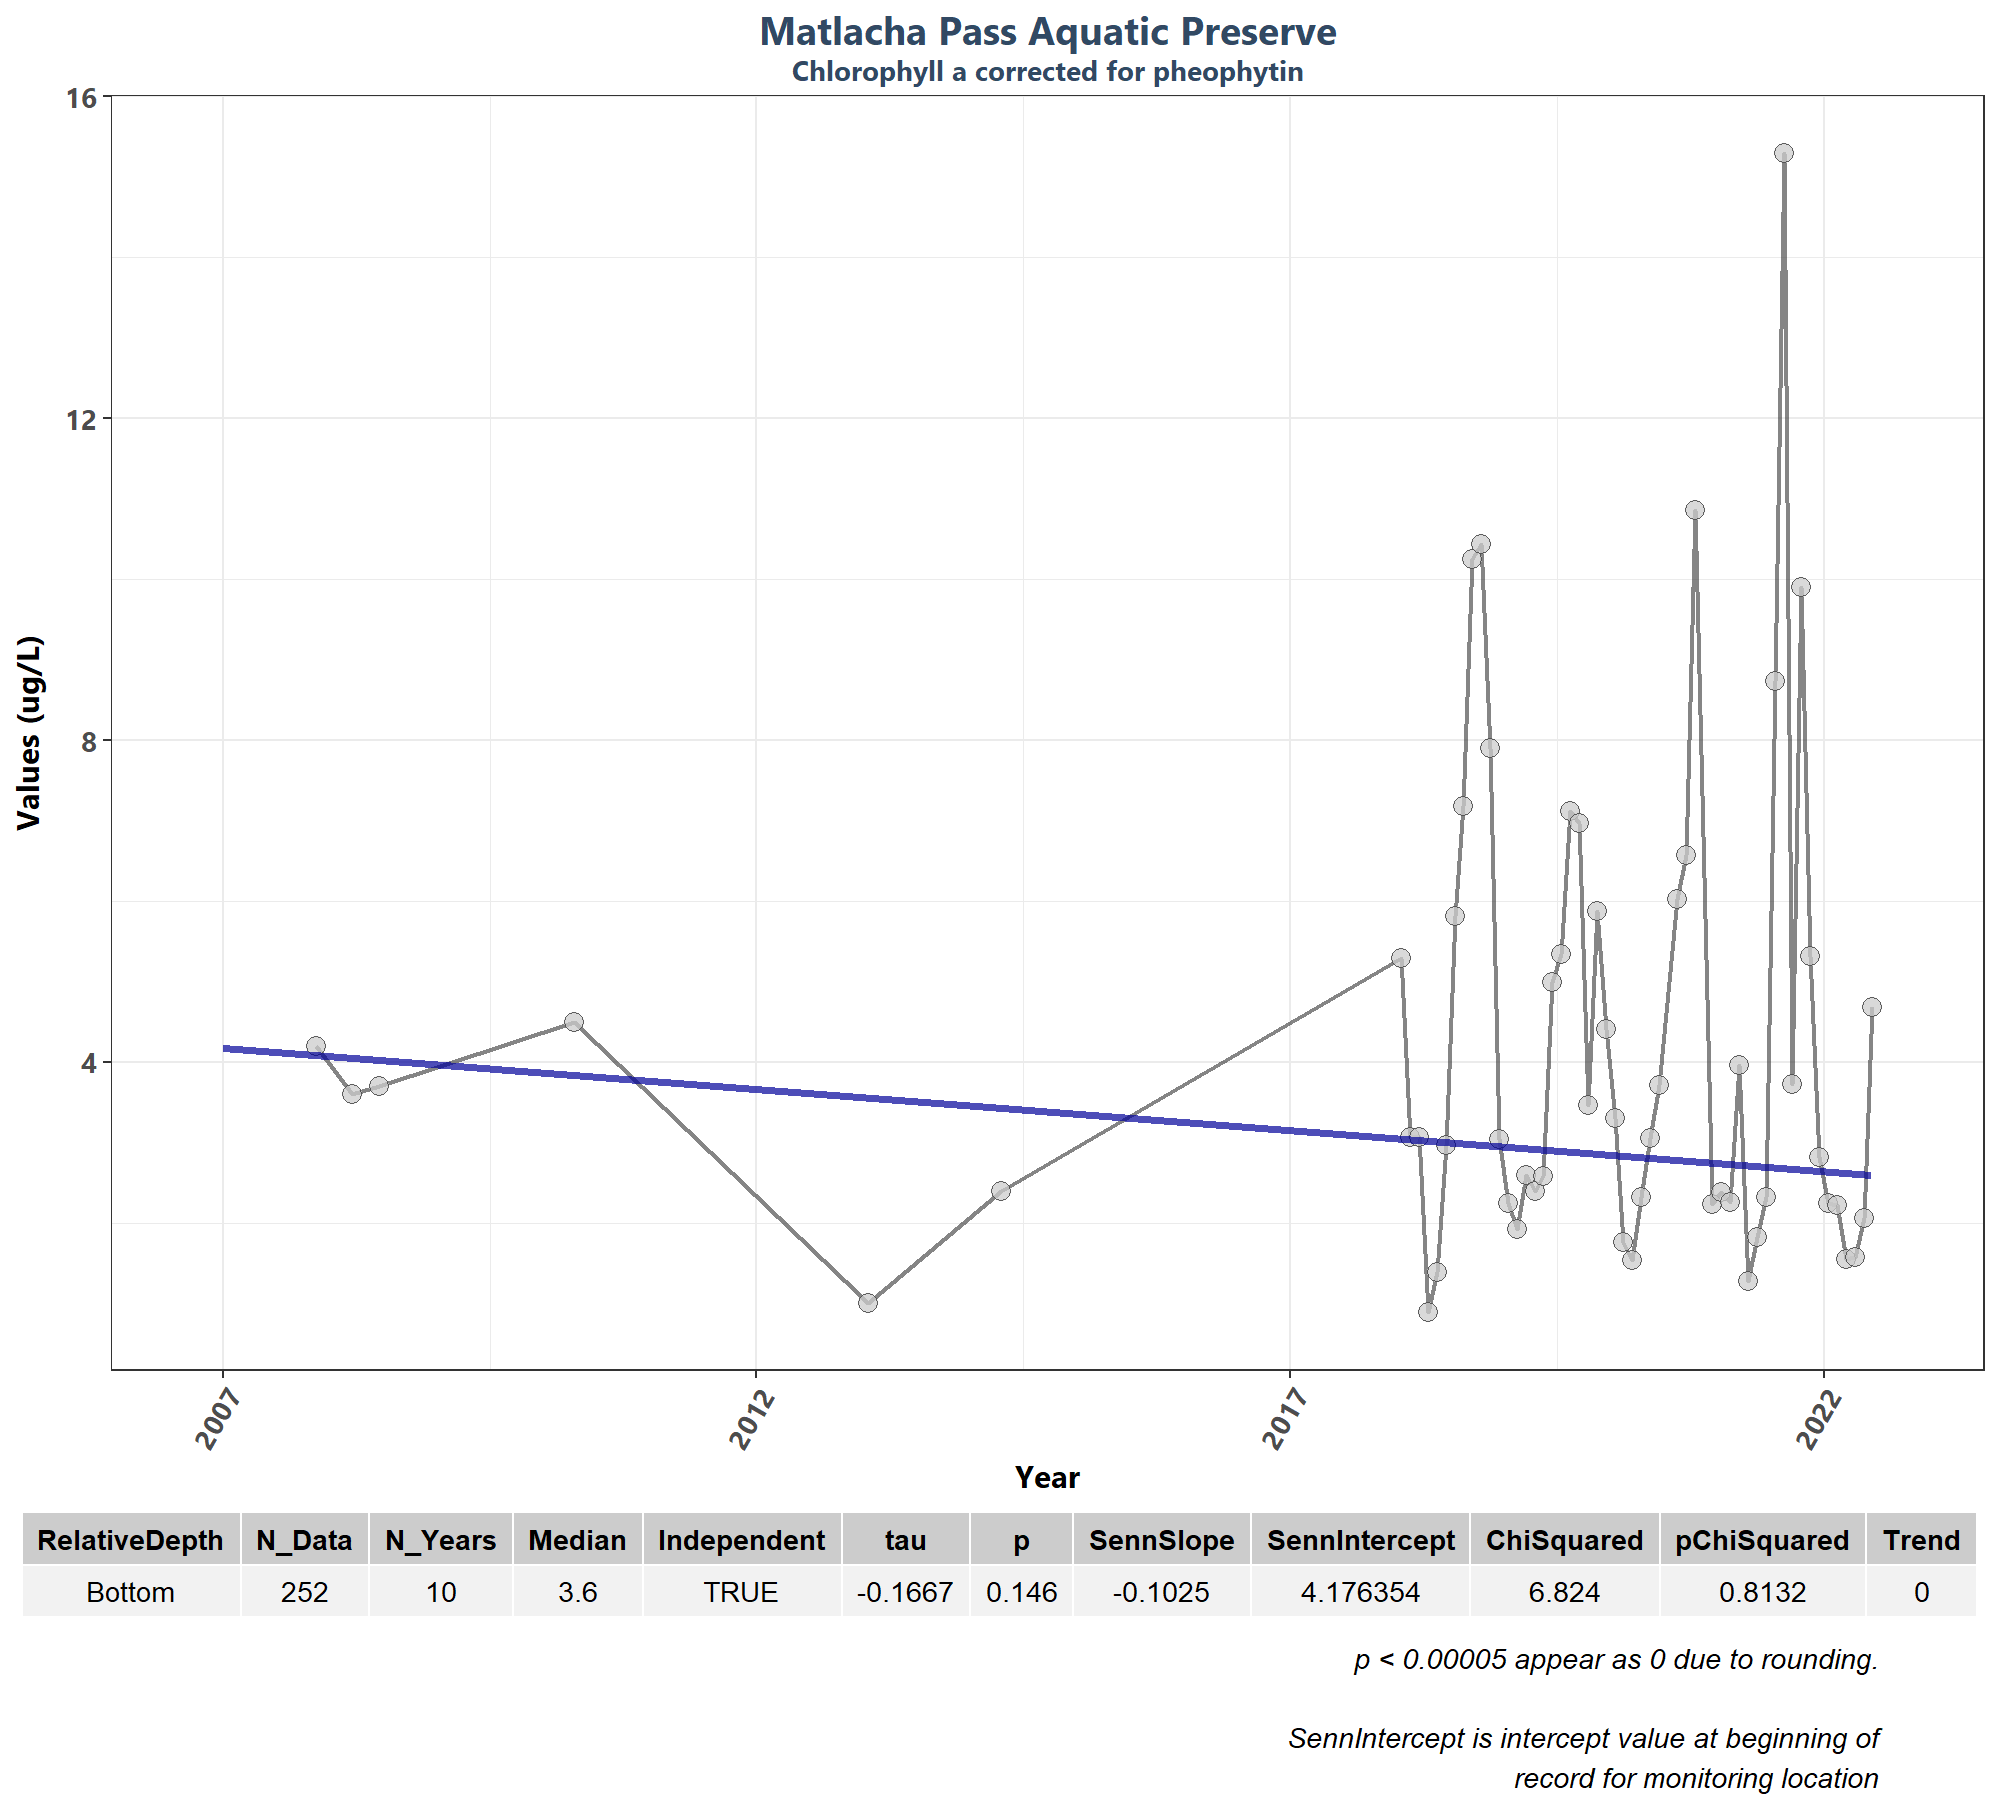 Matlacha Pass Aquatic Preserve
Chlorophyll a corrected for pheophytin
16
12
8
4
Values (ug/L)
2007
2012
2017
2022
Year
RelativeDepth N_Data N_Years Median Independent tau p SennSlope SennIntercept ChiSquared pChiSquared Trend
Bottom 252 10 3.6 TRUE -0.1667 0.146 -0.1025 4.176354 6.824 0.8132 0
p < 0.00005 appear as 0 due to rounding.
SennIntercept is intercept value at beginning of
record for monitoring location